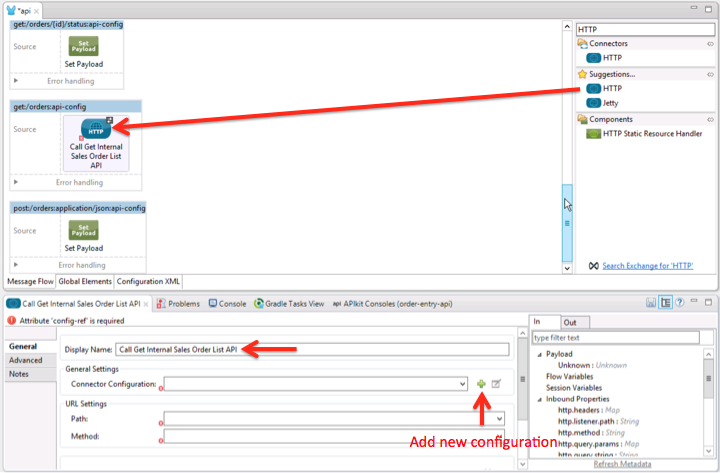 *api
get:/orders/{id}/status:api-config
Source
Set
Payload
Set Payload
Error handling
get:/orders:api-config
Source
HTTP
Call Get Internal
Sales Order List
API
Error handling
post:/orders:application/json:api-config
Source
Set
Payload
Set Payload
Error handling
Message Flow
Global Elements
Configuration XML
HTTP
Connectors
HTTP
Suggestions...
HTTP
Jetty
Components
HTTP Static Resource Handler
Search Exchange for 'HTTP'
Call Get Internal Sales Order List API
Problems
Console
Gradle Tasks View
api APIkit Consoles (order-entry-api)
Attribute 'config-ref' is required
General
Advanced
Notes
Display Name: Call Get Internal Sales Order List API
General Settings
Connector Configuration:
URL Settings
Path:
Method:
Add new configuration
In
Out
type filter text
Payload
Unknown : Unknown
Flow Variables
Session Variables
Inbound Properties
http.headers : Map
http.listener.path : String
http.method : String
http.query.params : Map
http.query.string : String
Refresh Metadata